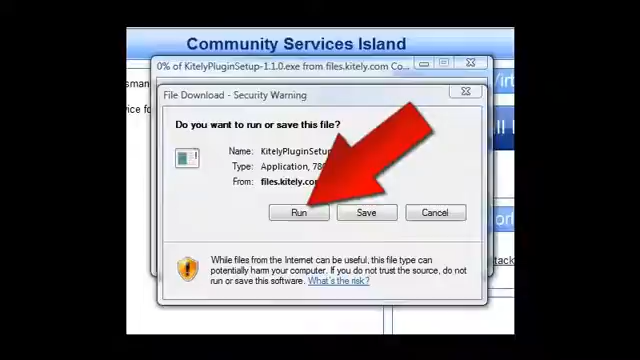 Community Services Island
0% of KitelyPluginSetup-1.1.0.exe from files.kitely.com Co...
File Download - Security Warning
Do you want to run or save this file?
Name: KitelyPluginSetup
Type: Application, 78
From: files.kitely.co
Run Save Cancel
While files from the Internet can be useful, this file type can
potentially harm your computer. If you do not trust the source, do not
run or save this software. What's the risk?